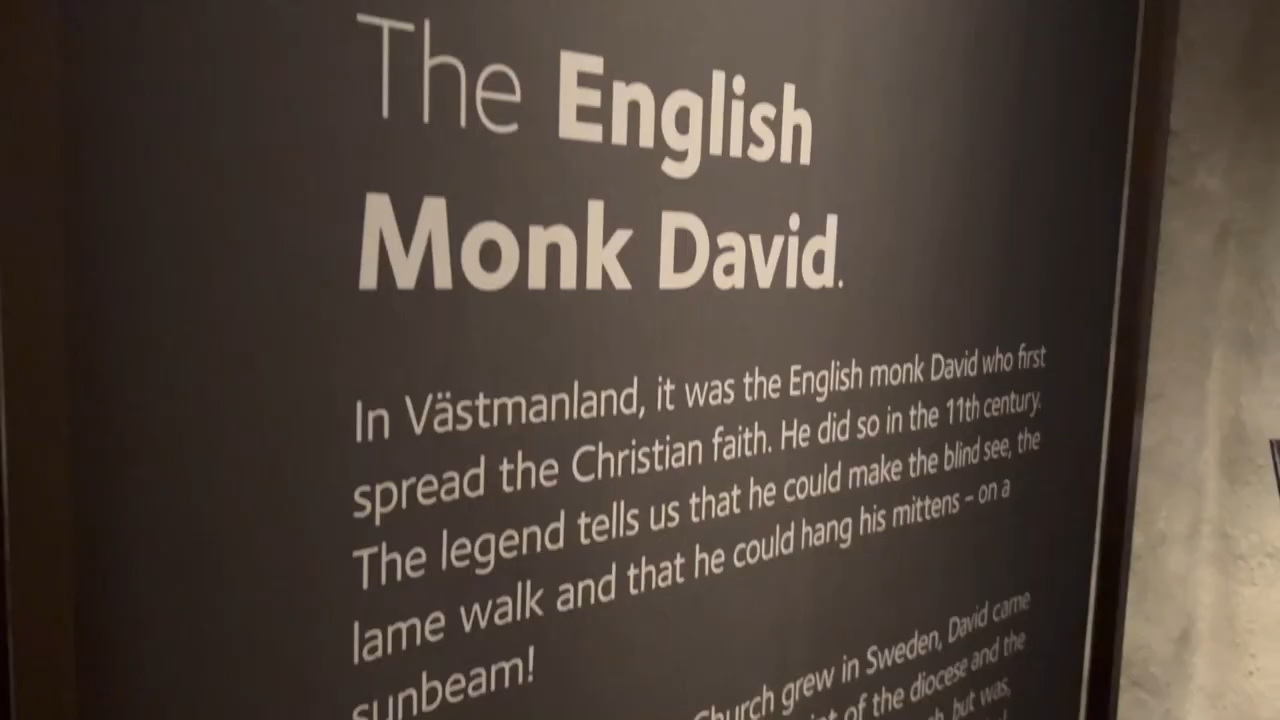 The English
Monk David.
In Västmanland, it was the English monk David who first
spread the Christian faith. He did so in the 11th century.
The legend tells us that he could make the blind see, the
lame walk and that he could hang his mittens – on a
sunbeam!
Church grew in Sweden, David came
of the diocese and the
but was,